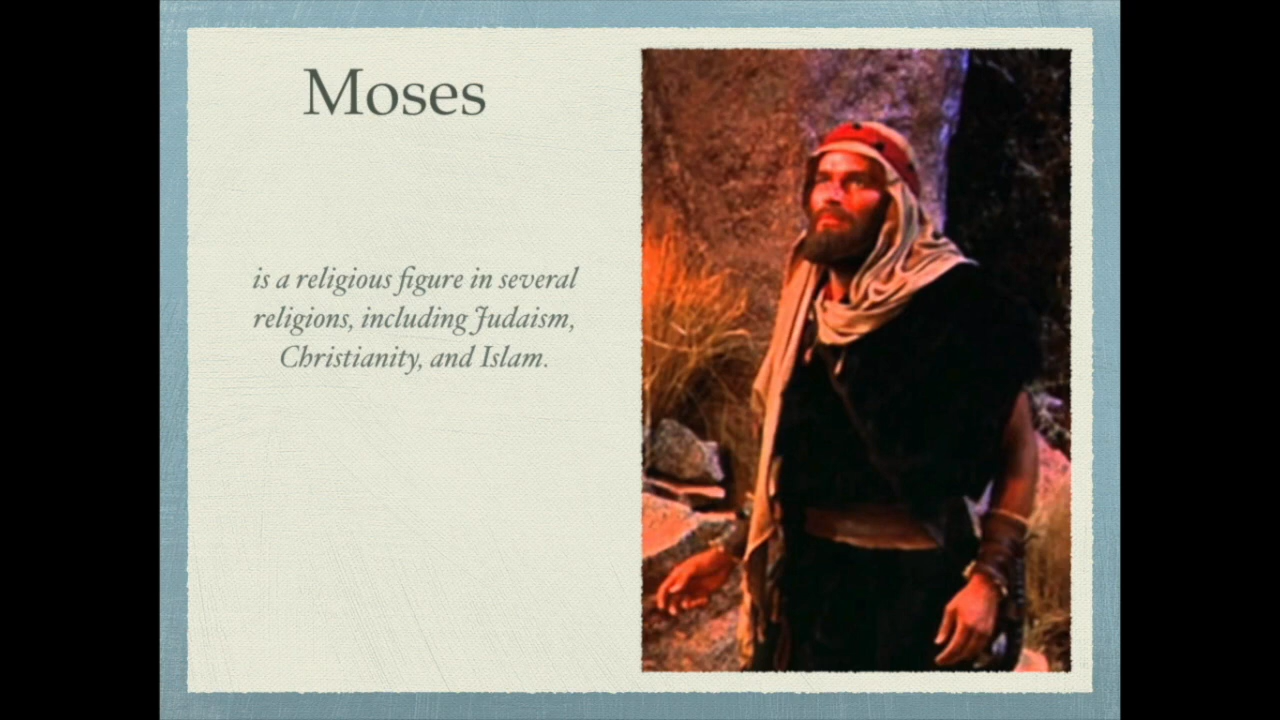 Moses
is a religious figure in several
religions, including Judaism,
Christianity, and Islam.